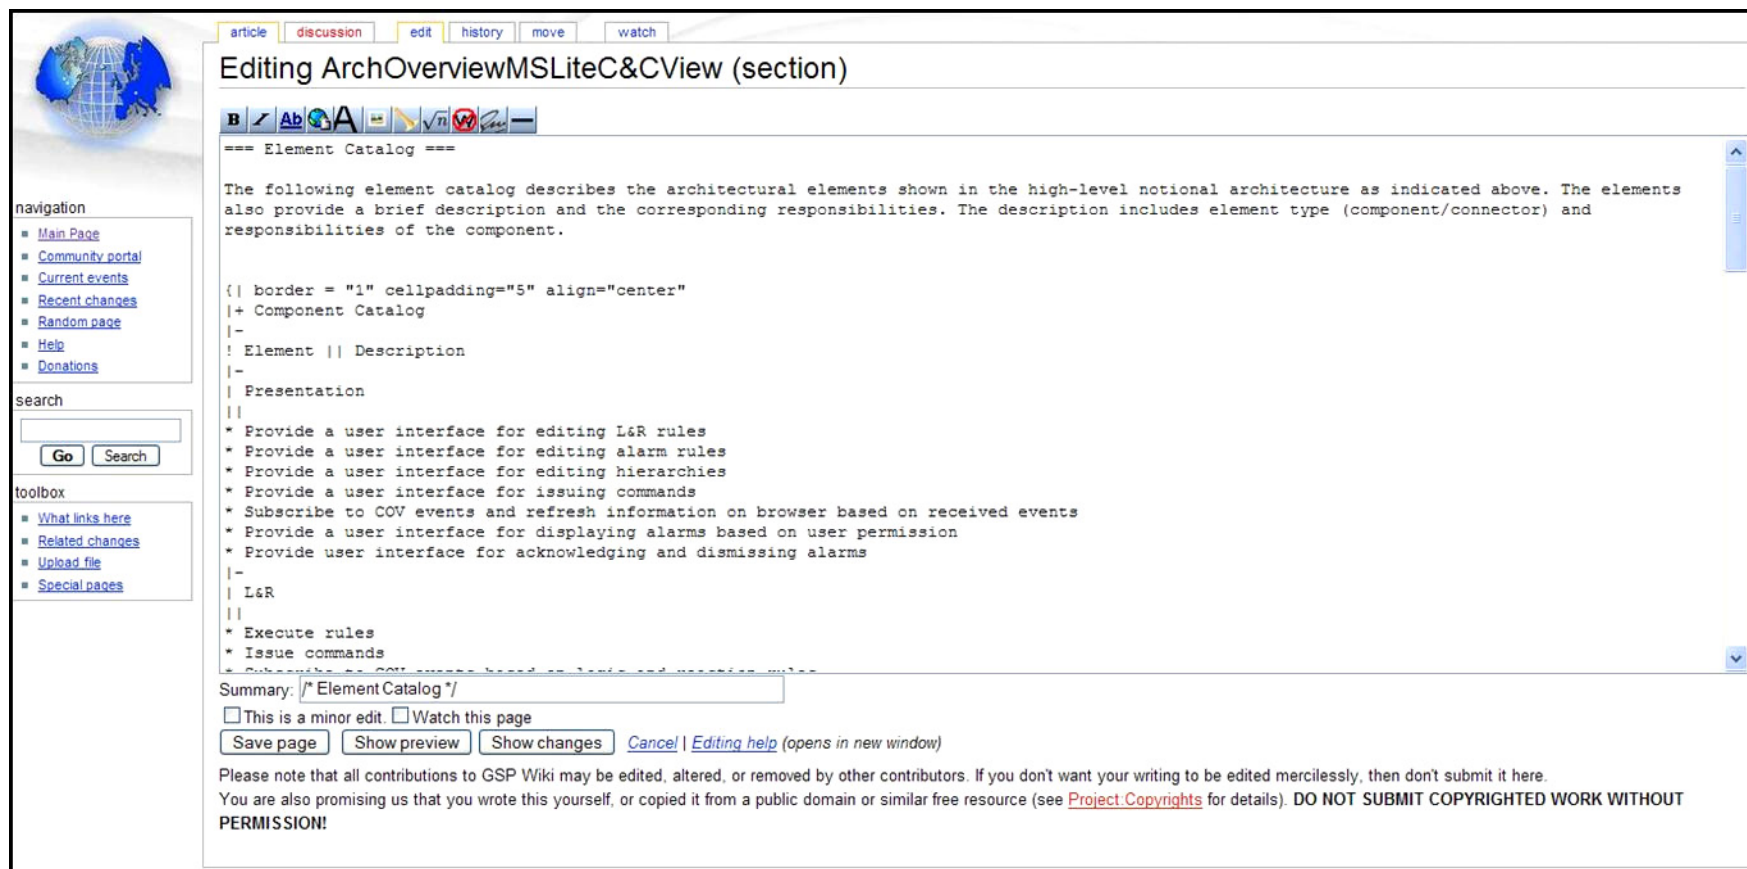 article discussion edit history move watch
Editing ArchOverviewMSLiteC&CView (section)
B I Ab A √n W
navigation
Main Page
Community portal
Current events
Recent changes
Random page
Help
Donations
search
Go Search
toolbox
What links here
Related changes
Upload file
Special pages
=== Element Catalog ===
The following element catalog describes the architectural elements shown in the high-level notional architecture as indicated above. The elements
also provide a brief description and the corresponding responsibilities. The description includes element type (component/connector) and
responsibilities of the component.
{| border = "1" cellpadding="5" align="center"
|+ Component Catalog
|-
! Element || Description
|-
| Presentation
||
* Provide a user interface for editing L&R rules
* Provide a user interface for editing alarm rules
* Provide a user interface for editing hierarchies
* Provide a user interface for issuing commands
* Subscribe to COV events and refresh information on browser based on received events
* Provide a user interface for displaying alarms based on user permission
* Provide user interface for acknowledging and dismissing alarms
|-
| L&R
||
* Execute rules
* Issue commands
* Subscribe to COV events based on logic and reaction rules
Summary: /* Element Catalog */
This is a minor edit. Watch this page
Save page Show preview Show changes Cancel | Editing help (opens in new window)
Please note that all contributions to GSP Wiki may be edited, altered, or removed by other contributors. If you don't want your writing to be edited mercilessly, then don't submit it here.
You are also promising us that you wrote this yourself, or copied it from a public domain or similar free resource (see Project:Copyrights for details). DO NOT SUBMIT COPYRIGHTED WORK WITHOUT
PERMISSION!